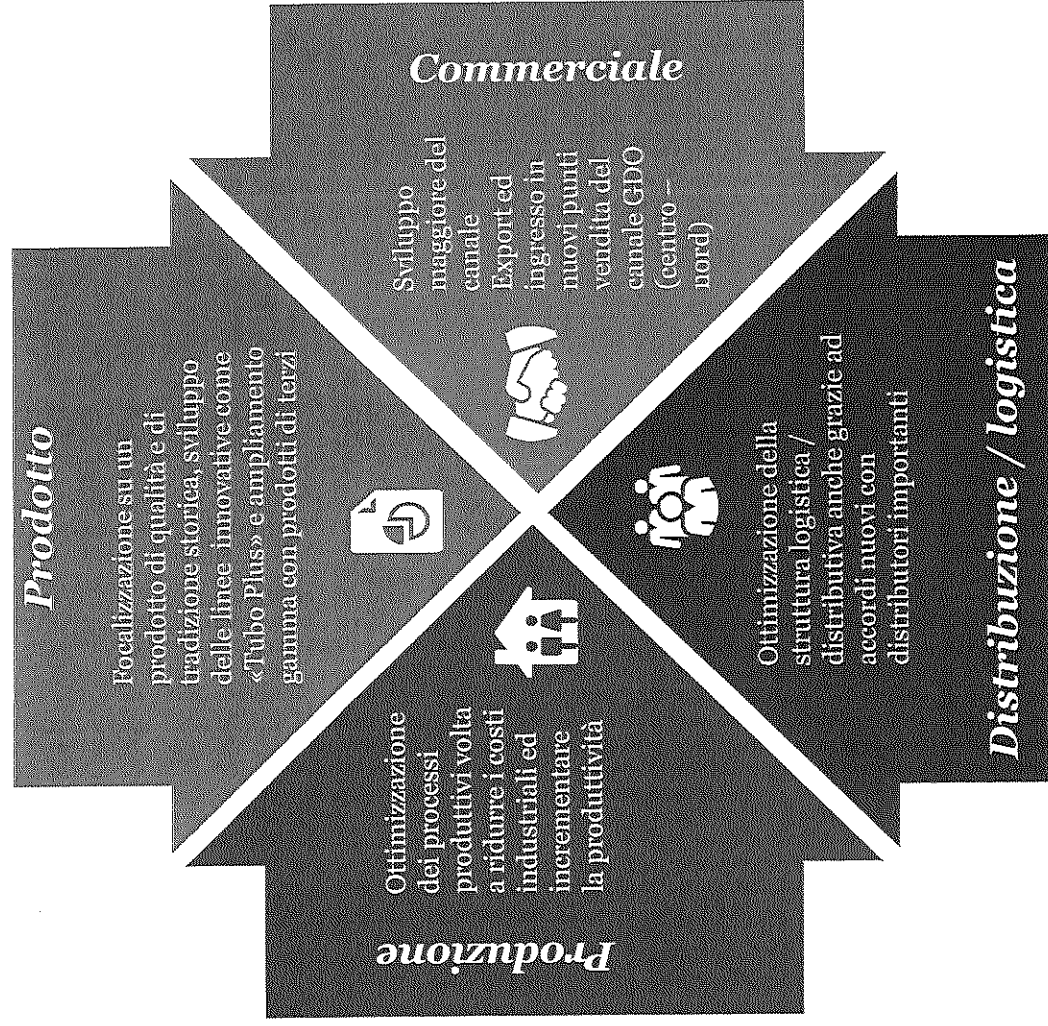 Prodotto
Focalizzazione su un
prodotto di qualità e di
tradizione storica, sviluppo
delle linee innovative come
«Tubo Plus» e ampliamento
gamma con prodotti di terzi
Commerciale
Sviluppo
maggiore del
canale
Export ed
ingresso in
nuovi punti
vendita del
canale GDO
(centro –
nord)
Produzione
Ottimizzazione
dei processi
produttivi volta
a ridurre i costi
industriali ed
incrementare
la produttività
Ottimizzazione della
struttura logistica /
distributiva anche grazie ad
accordi nuovi con
distributori importanti
Distribuzione / logistica